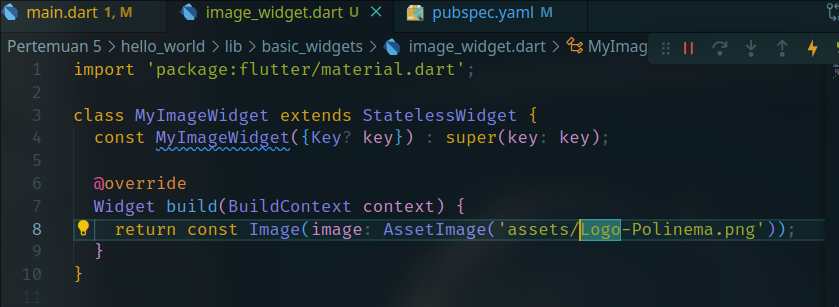 main.dart 1, M image_widget.dart U pubspec.yaml M
Pertemuan 5 > hello_world > lib > basic_widgets > image_widget.dart > MyImag
1 import 'package:flutter/material.dart';
2
3 class MyImageWidget extends StatelessWidget {
4 const MyImageWidget({Key? key}) : super(key: key);
5
6 @override
7 Widget build(BuildContext context) {
8 return const Image(image: AssetImage('assets/Logo-Polinema.png'));
9 }
10 }
11